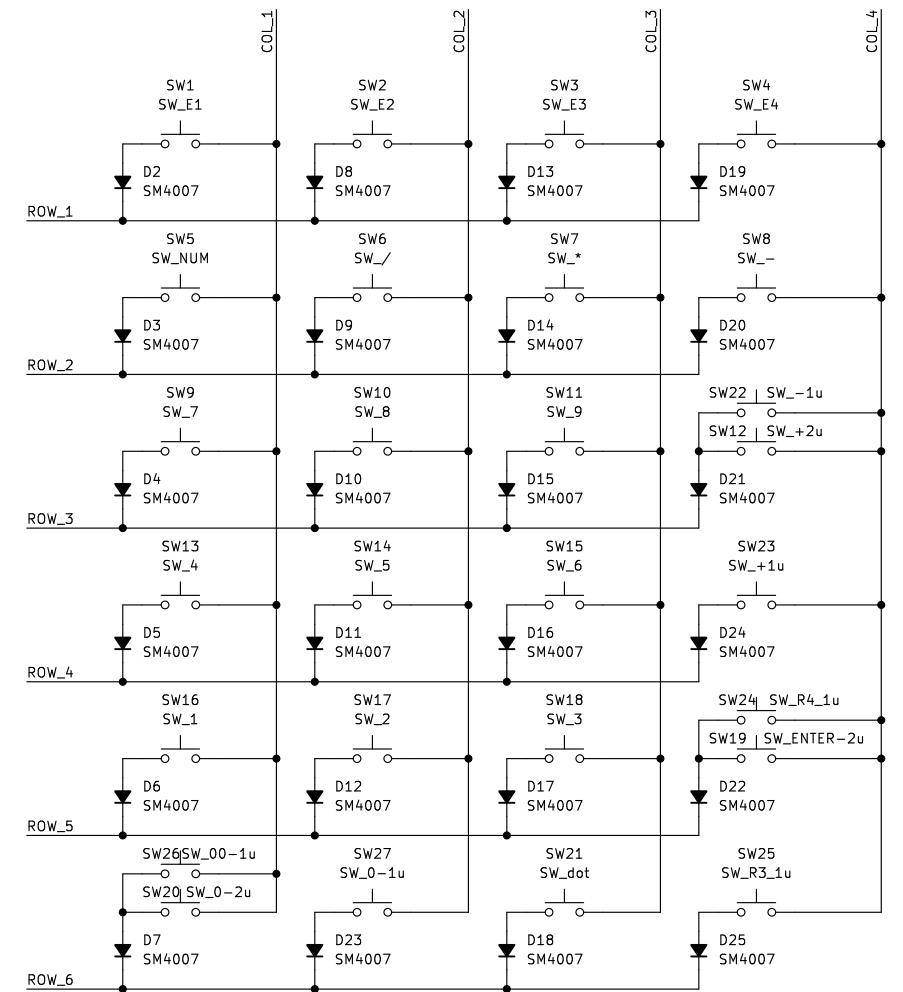 COL_1
COL_2
COL_3
COL_4
SW1
SW2
SW3
SW4
SW_E1
SW_E2
SW_E3
SW_E4
D2
D8
D13
D19
SM4007
SM4007
SM4007
SM4007
ROW_1
SW5
SW6
SW7
SW8
SW_NUM
SW_/
SW_*
SW_-
D3
D9
D14
D20
SM4007
SM4007
SM4007
SM4007
ROW_2
SW9
SW10
SW11
SW22 SW_-1u
SW_7
SW_8
SW_9
SW12 SW_+2u
D4
D10
D15
D21
SM4007
SM4007
SM4007
SM4007
ROW_3
SW13
SW14
SW15
SW23
SW_4
SW_5
SW_6
SW_+1u
D5
D11
D16
D24
SM4007
SM4007
SM4007
SM4007
ROW_4
SW16
SW17
SW18
SW24 SW_R4_1u
SW_1
SW_2
SW_3
SW19 SW_ENTER-2u
D6
D12
D17
D22
SM4007
SM4007
SM4007
SM4007
ROW_5
SW26 SW_00-1u
SW27
SW21
SW25
SW20 SW_0-2u
SW_0-1u
SW_dot
SW_R3_1u
D7
D23
D18
D25
SM4007
SM4007
SM4007
SM4007
ROW_6